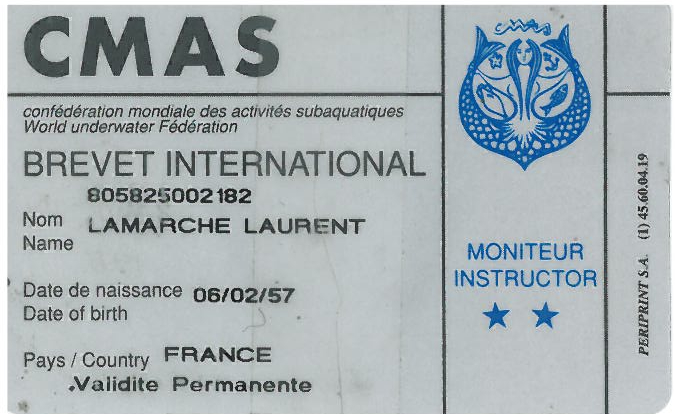 CMAS
confédération mondiale des activités subaquatiques
World underwater Fédération
BREVET INTERNATIONAL
805825002182
Nom
Name
LAMARCHE LAURENT
Date de naissance 06/02/57
Date of birth
Pays / Country FRANCE
.Validite Permanente
CMAS
MONITEUR
INSTRUCTOR
★ ★
PERIPRINT S.A. (1) 45.60.04.19